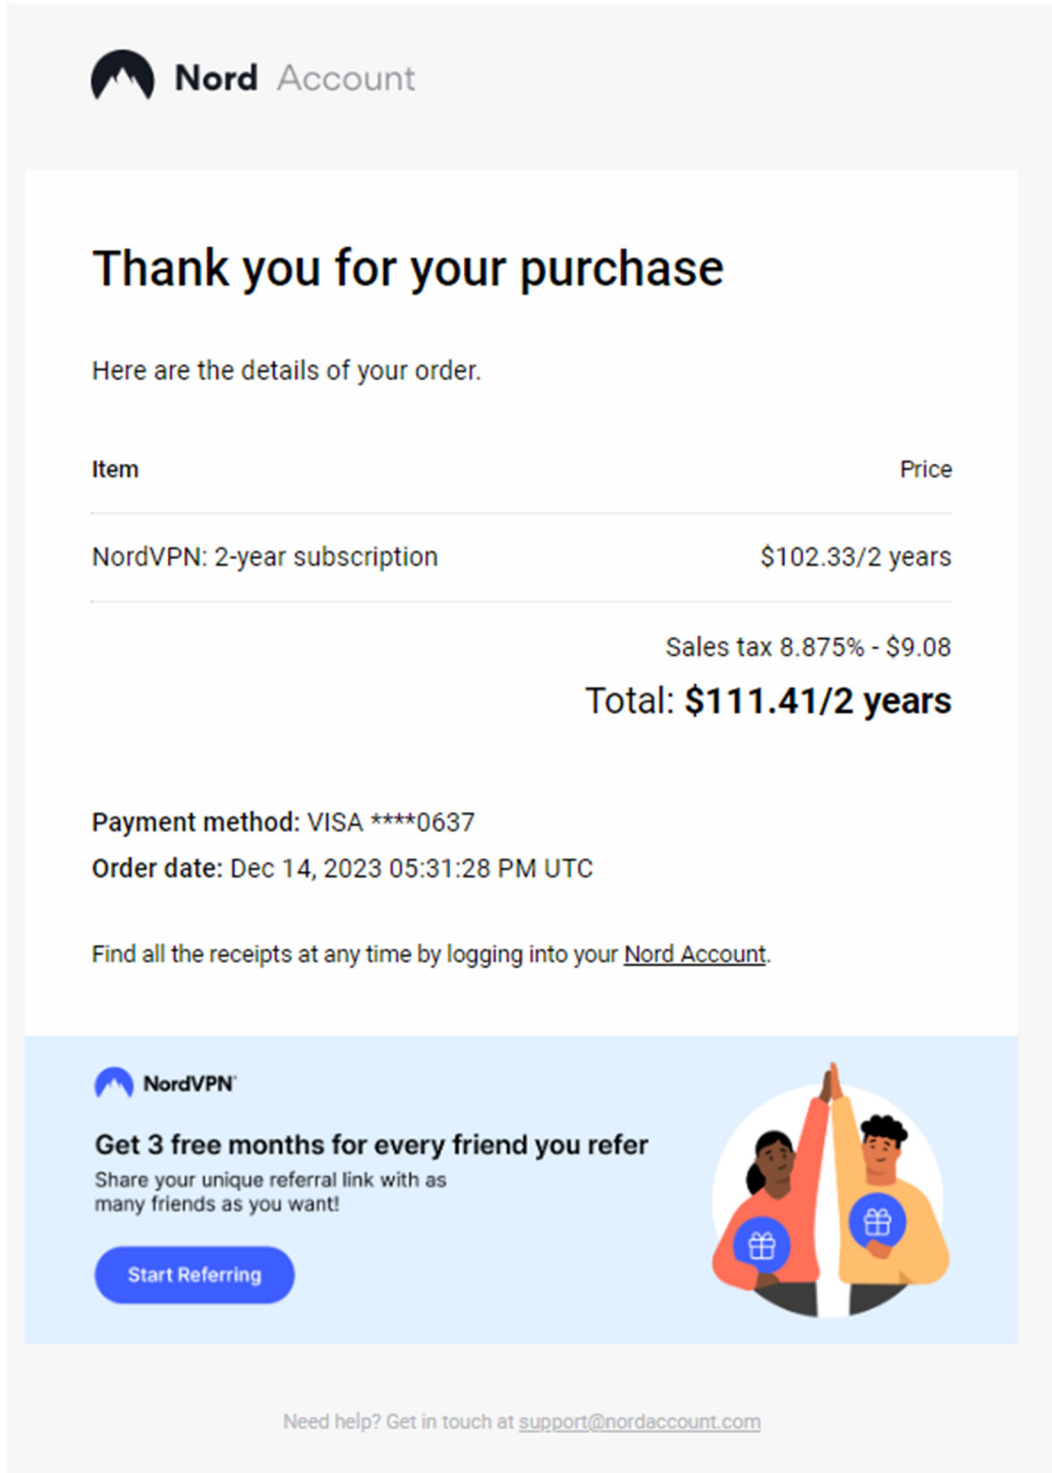 Nord Account
Thank you for your purchase
Here are the details of your order.
Item Price
NordVPN: 2-year subscription $102.33/2 years
Sales tax 8.875% - $9.08
Total: $111.41/2 years
Payment method: VISA ****0637
Order date: Dec 14, 2023 05:31:28 PM UTC
Find all the receipts at any time by logging into your Nord Account.
NordVPN®
Get 3 free months for every friend you refer
Share your unique referral link with as
many friends as you want!
Start Referring
Need help? Get in touch at support@nordaccount.com